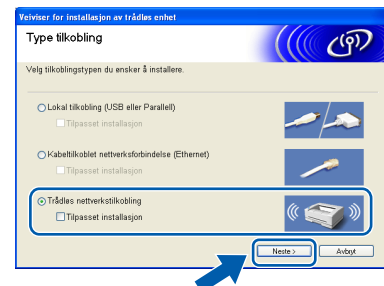 Veiviser for installasjon av trådløs enhet
Type tilkobling
Velg tilkoblingstypen du ønsker å installere.
Lokal tilkobling (USB eller Parallell)
Tilpasset installasjon
Kabeltilkoblet nettverksforbindelse (Ethernet)
Tilpasset installasjon
Trådløs nettverkstilkobling
Tilpasset installasjon
Neste >
Avbryt